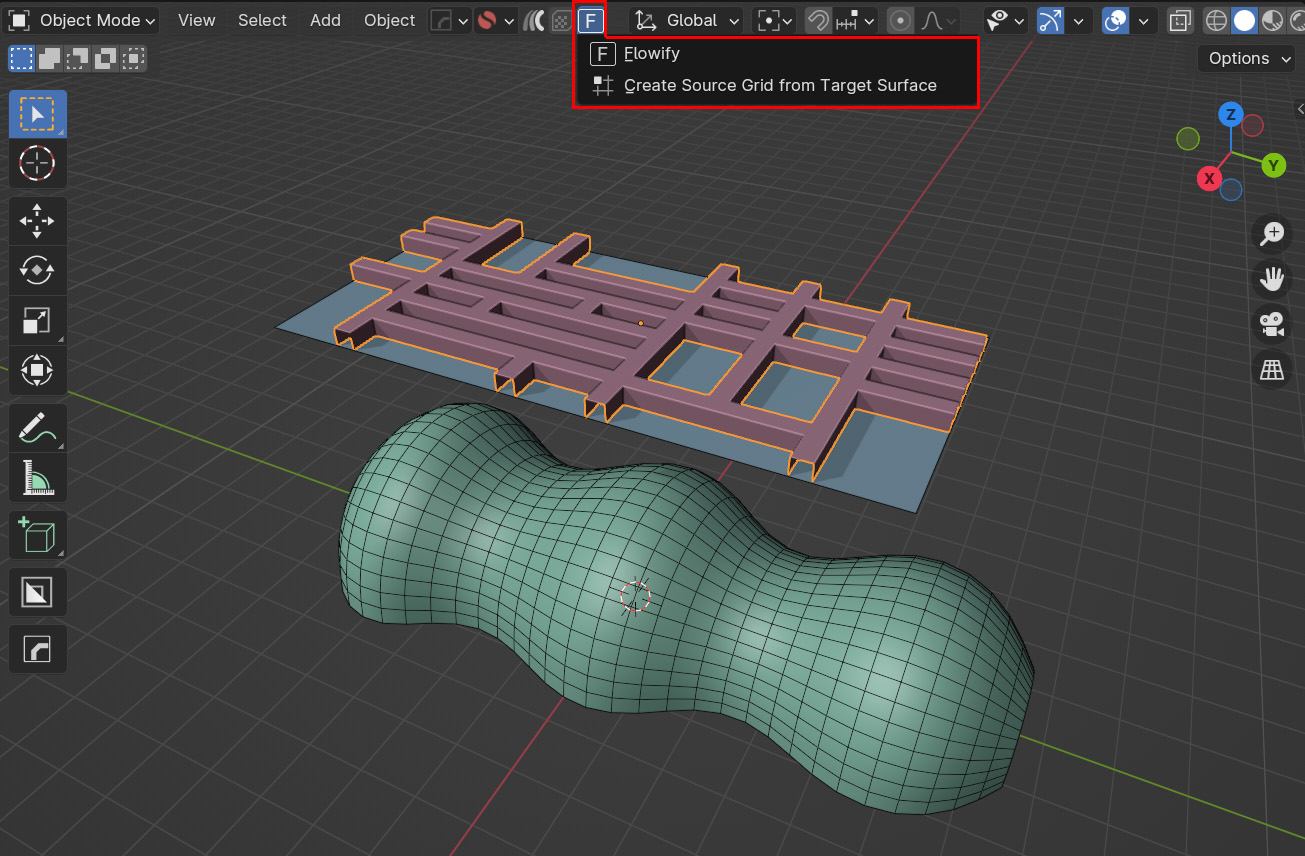 Object Mode View Select Add Object F Global
F Flowify
Create Source Grid from Target Surface
Options
Z
Y
X